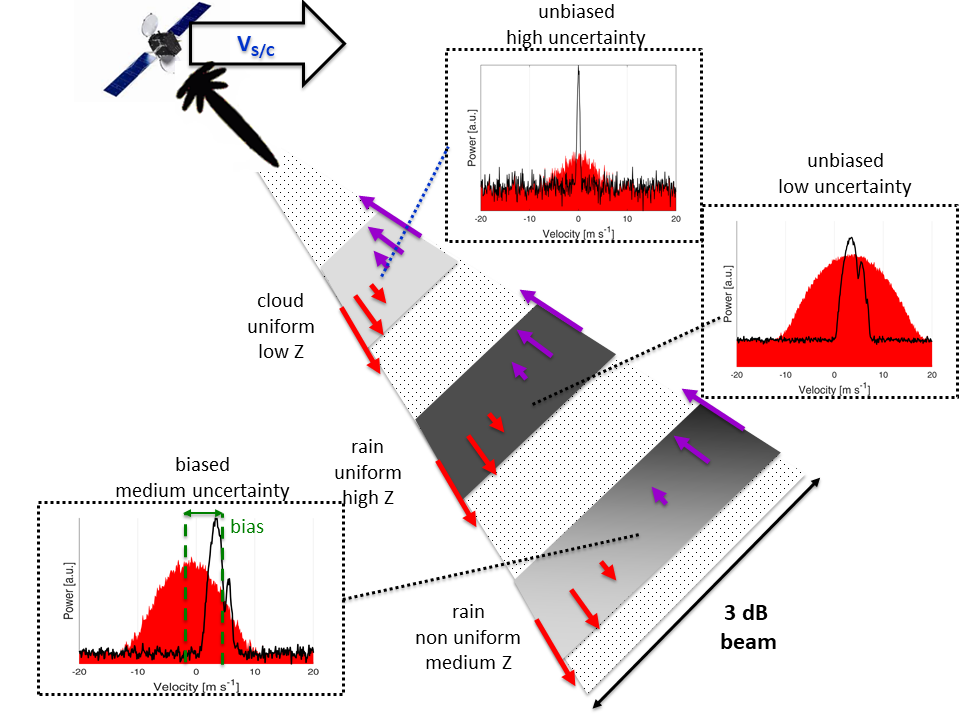 V_S/C
unbiased
high uncertainty
Power [a.u.]
-20 -10 0 10 20
Velocity [m s⁻¹]
unbiased
low uncertainty
Power [a.u.]
-20 -10 0 10 20
Velocity [m s⁻¹]
cloud
uniform
low Z
rain
uniform
high Z
biased
medium uncertainty
bias
Power [a.u.]
-20 -10 0 10 20
Velocity [m s⁻¹]
rain
non uniform
medium Z
3 dB
beam